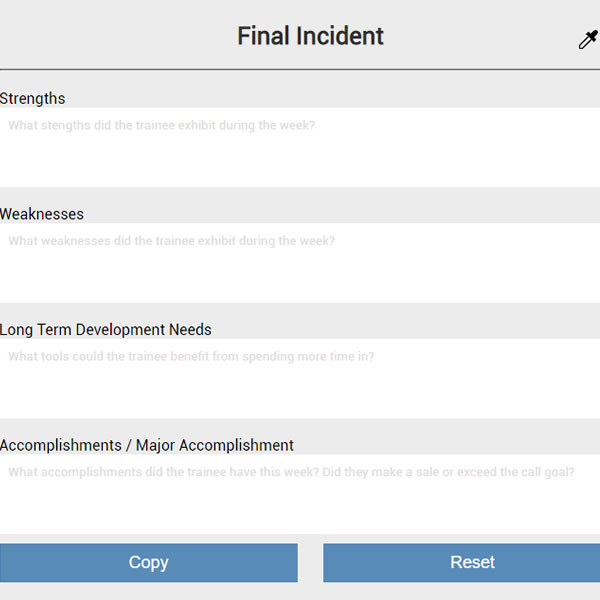 Final Incident
Strengths
What stengths did the trainee exhibit during the week?
Weaknesses
What weaknesses did the trainee exhibit during the week?
Long Term Development Needs
What tools could the trainee benefit from spending more time in?
Accomplishments / Major Accomplishment
What accomplishments did the trainee have this week? Did they make a sale or exceed the call goal?
Copy
Reset